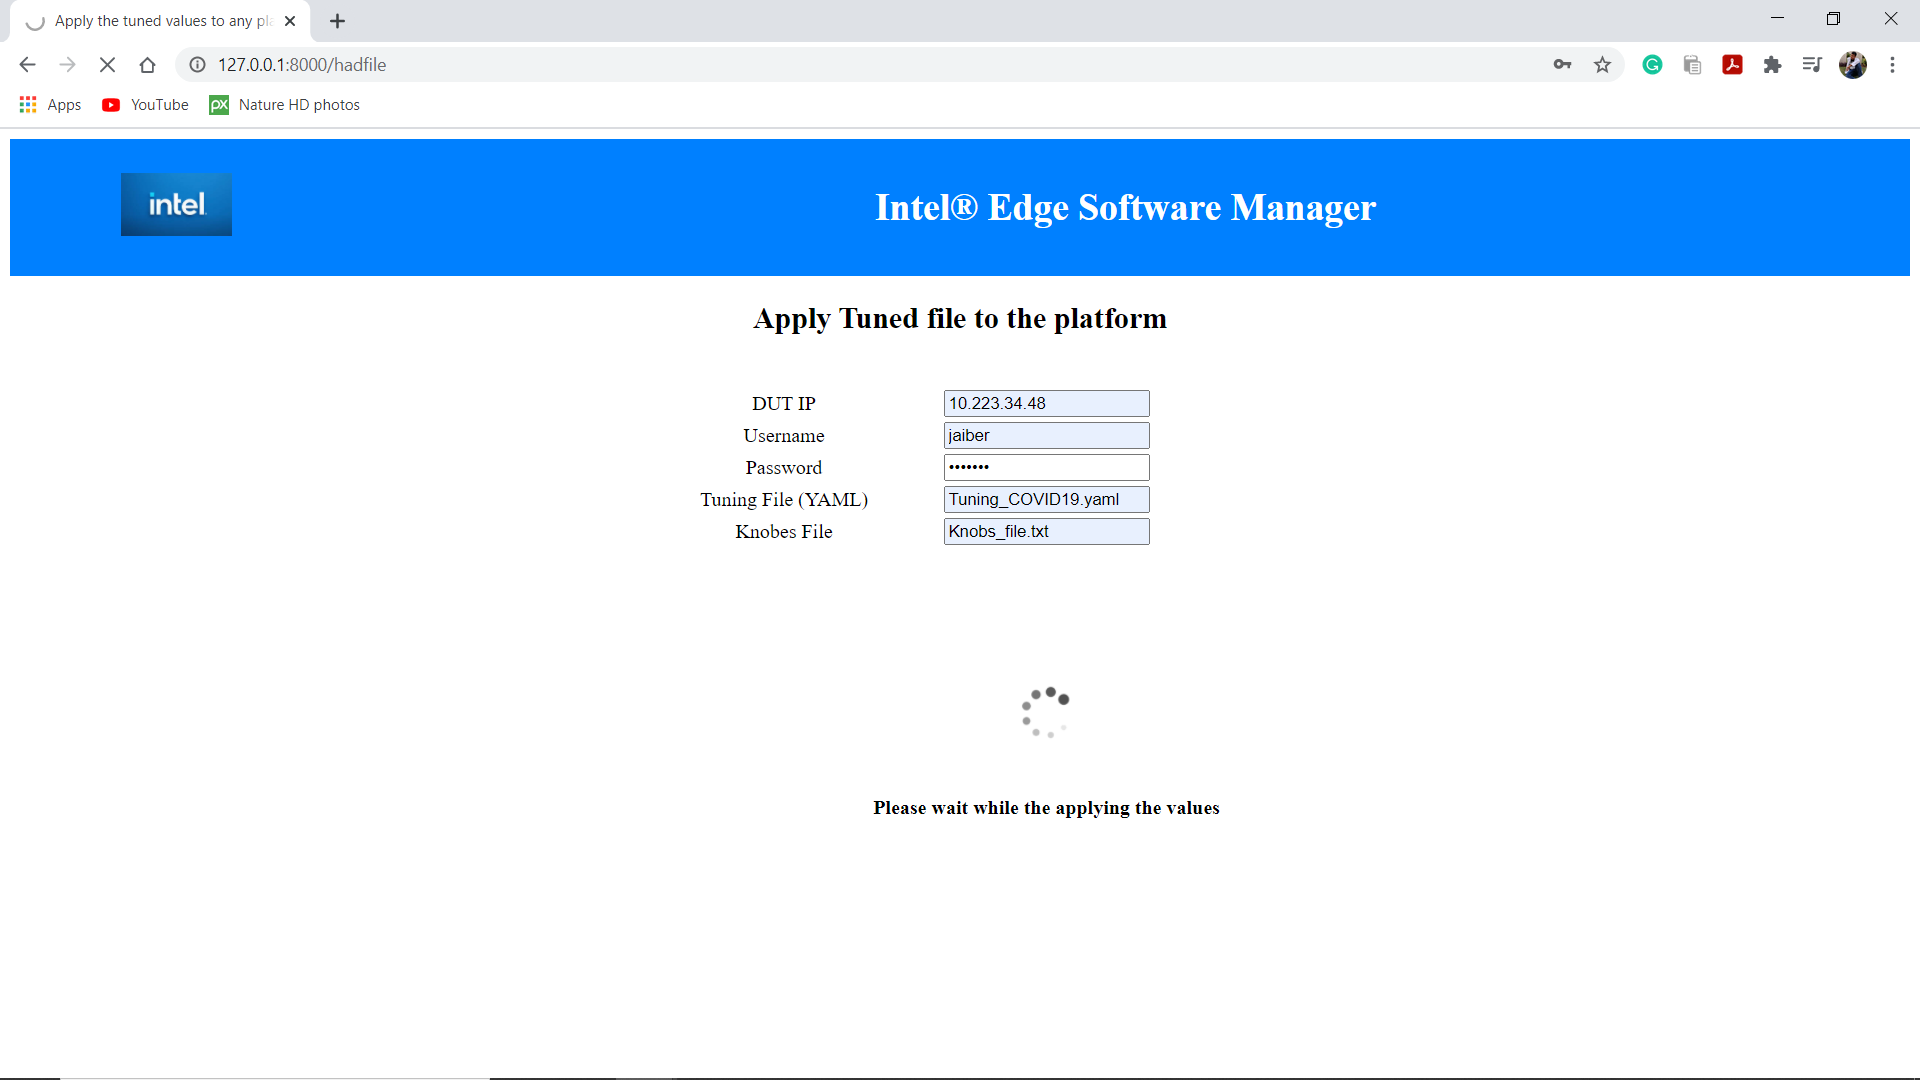 Apply the tuned values to any pla
127.0.0.1:8000/hadfile
Apps YouTube Nature HD photos
intel.
Intel® Edge Software Manager
Apply Tuned file to the platform
DUT IP 10.223.34.48
Username jaiber
Password •••••••
Tuning File (YAML) Tuning_COVID19.yaml
Knobes File Knobs_file.txt
Please wait while the applying the values